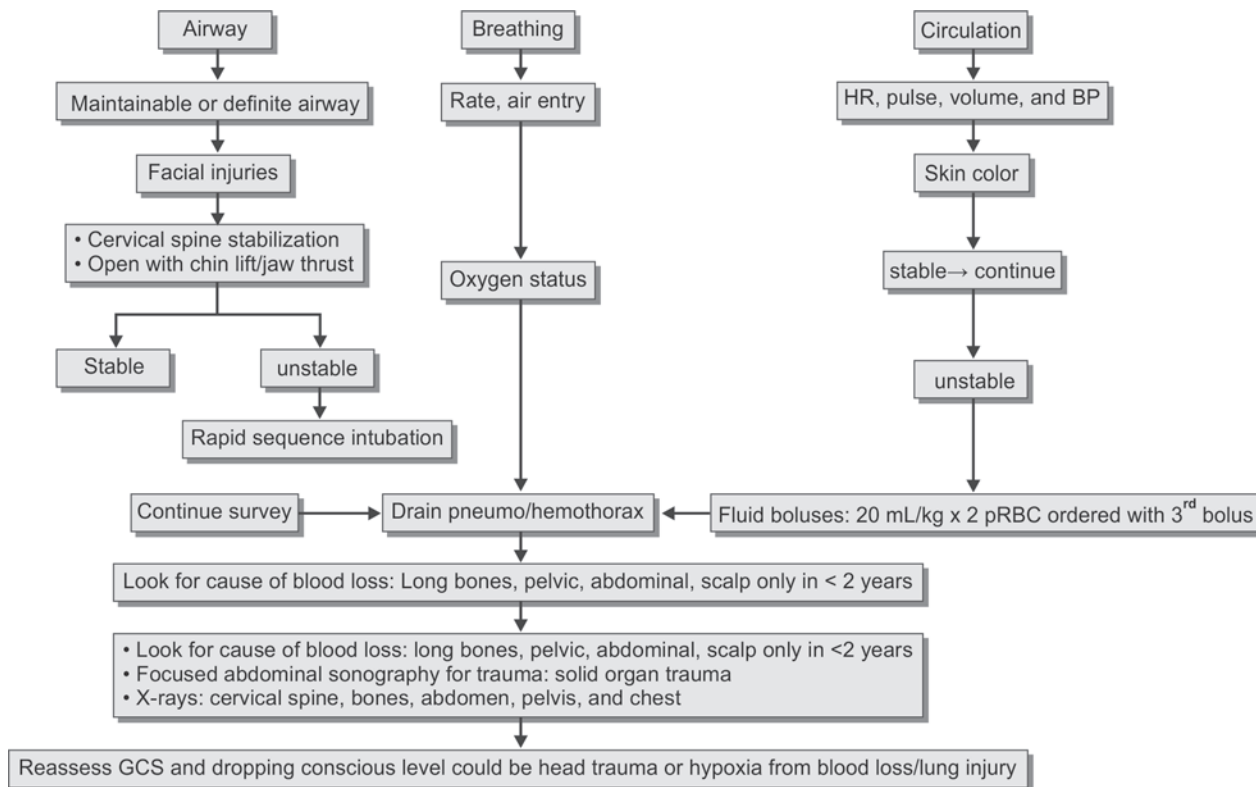 Airway
Maintainable or definite airway
Facial injuries
• Cervical spine stabilization
• Open with chin lift/jaw thrust
Stable
unstable
Rapid sequence intubation
Breathing
Rate, air entry
Oxygen status
Circulation
HR, pulse, volume, and BP
Skin color
stable→ continue
unstable
Continue survey
Drain pneumo/hemothorax
Fluid boluses: 20 mL/kg x 2 pRBC ordered with 3rd bolus
Look for cause of blood loss: Long bones, pelvic, abdominal, scalp only in < 2 years
• Look for cause of blood loss: long bones, pelvic, abdominal, scalp only in <2 years
• Focused abdominal sonography for trauma: solid organ trauma
• X-rays: cervical spine, bones, abdomen, pelvis, and chest
Reassess GCS and dropping conscious level could be head trauma or hypoxia from blood loss/lung injury